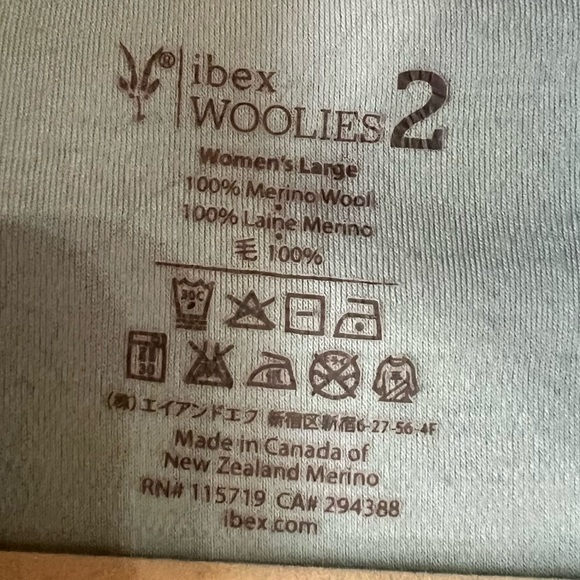 ibex®
WOOLIES 2
Women's Large
100% Merino Wool
100% Laine Merino
毛 100%
30C
30
(株)エイアンドエフ 新宿区新宿6-27-56-4F
Made in Canada of
New Zealand Merino
RN# 115719 CA# 294388
ibex.com